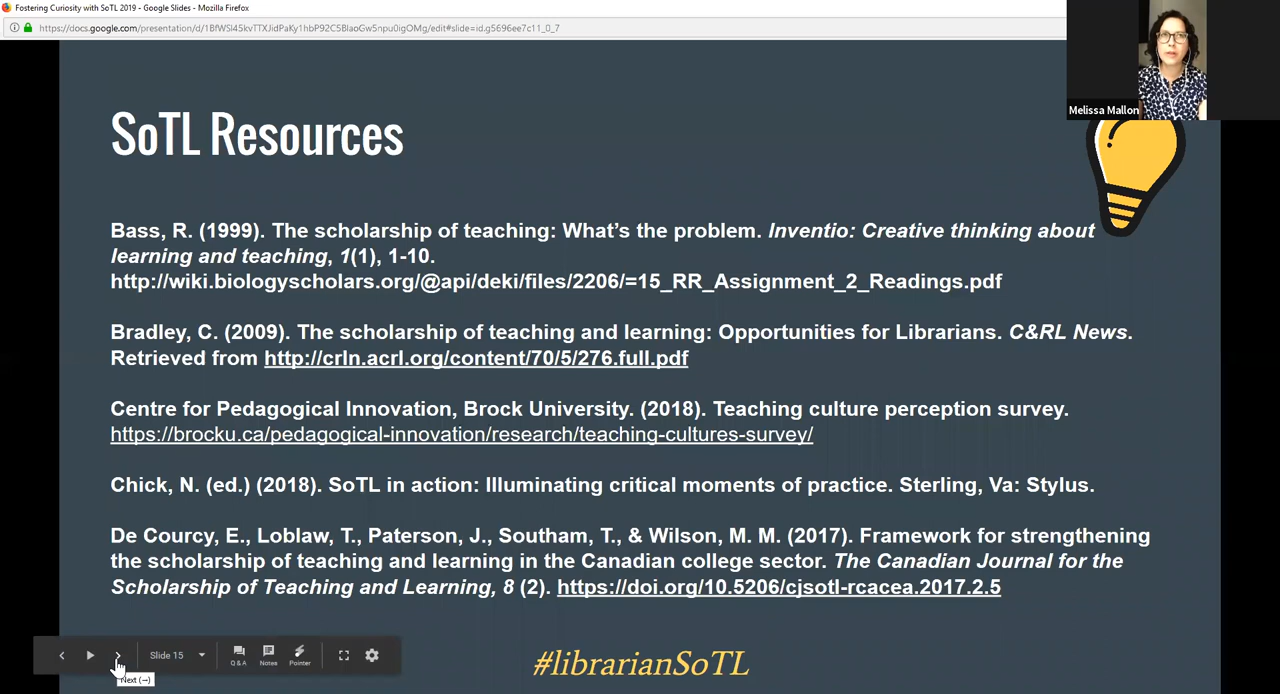 Fostering Curiosity with SoTL 2019 - Google Slides - Mozilla Firefox
https://docs.google.com/presentation/d/1BfWSl45kvTTXJidPaKy1hbP92C5BlaoGw5npu0igOMg/edit#slide=id.g5696ee7c11_0_7
Melissa Mallon
SoTL Resources
Bass, R. (1999). The scholarship of teaching: What's the problem. Inventio: Creative thinking about
learning and teaching, 1(1), 1-10.
http://wiki.biologyscholars.org/@api/deki/files/2206/=15_RR_Assignment_2_Readings.pdf
Bradley, C. (2009). The scholarship of teaching and learning: Opportunities for Librarians. C&RL News.
Retrieved from http://crln.acrl.org/content/70/5/276.full.pdf
Centre for Pedagogical Innovation, Brock University. (2018). Teaching culture perception survey.
https://brocku.ca/pedagogical-innovation/research/teaching-cultures-survey/
Chick, N. (ed.) (2018). SoTL in action: Illuminating critical moments of practice. Sterling, Va: Stylus.
De Courcy, E., Loblaw, T., Paterson, J., Southam, T., & Wilson, M. M. (2017). Framework for strengthening
the scholarship of teaching and learning in the Canadian college sector. The Canadian Journal for the
Scholarship of Teaching and Learning, 8 (2). https://doi.org/10.5206/cjsotl-rcacea.2017.2.5
Slide 15
Q & A
Notes
Pointer
Next (→)
#librarianSoTL